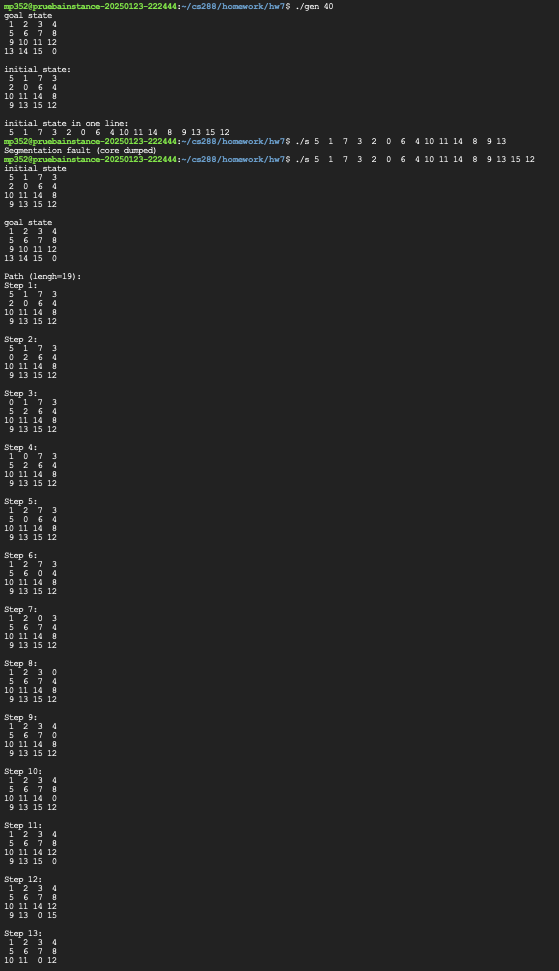 mp352@pruebainstance-20250123-222444:~/cs288/homework/hw7$ ./gen 40
goal state
 1  2  3  4
 5  6  7  8
 9 10 11 12
13 14 15  0

initial state:
 5  1  7  3
 2  0  6  4
10 11 14  8
 9 13 15 12

initial state in one line:
 5  1  7  3  2  0  6  4 10 11 14  8  9 13 15 12
mp352@pruebainstance-20250123-222444:~/cs288/homework/hw7$ ./s 5  1  7  3  2  0  6  4 10 11 14  8  9 13
Segmentation fault (core dumped)
mp352@pruebainstance-20250123-222444:~/cs288/homework/hw7$ ./s 5  1  7  3  2  0  6  4 10 11 14  8  9 13 15 12
initial state
 5  1  7  3
 2  0  6  4
10 11 14  8
 9 13 15 12

goal state
 1  2  3  4
 5  6  7  8
 9 10 11 12
13 14 15  0

Path (lengh=19):
Step 1:
 5  1  7  3
 2  0  6  4
10 11 14  8
 9 13 15 12

Step 2:
 5  1  7  3
 0  2  6  4
10 11 14  8
 9 13 15 12

Step 3:
 0  1  7  3
 5  2  6  4
10 11 14  8
 9 13 15 12

Step 4:
 1  0  7  3
 5  2  6  4
10 11 14  8
 9 13 15 12

Step 5:
 1  2  7  3
 5  0  6  4
10 11 14  8
 9 13 15 12

Step 6:
 1  2  7  3
 5  6  0  4
10 11 14  8
 9 13 15 12

Step 7:
 1  2  0  3
 5  6  7  4
10 11 14  8
 9 13 15 12

Step 8:
 1  2  3  0
 5  6  7  4
10 11 14  8
 9 13 15 12

Step 9:
 1  2  3  4
 5  6  7  0
10 11 14  8
 9 13 15 12

Step 10:
 1  2  3  4
 5  6  7  8
10 11 14  0
 9 13 15 12

Step 11:
 1  2  3  4
 5  6  7  8
10 11 14 12
 9 13 15  0

Step 12:
 1  2  3  4
 5  6  7  8
10 11 14 12
 9 13  0 15

Step 13:
 1  2  3  4
 5  6  7  8
10 11  0 12